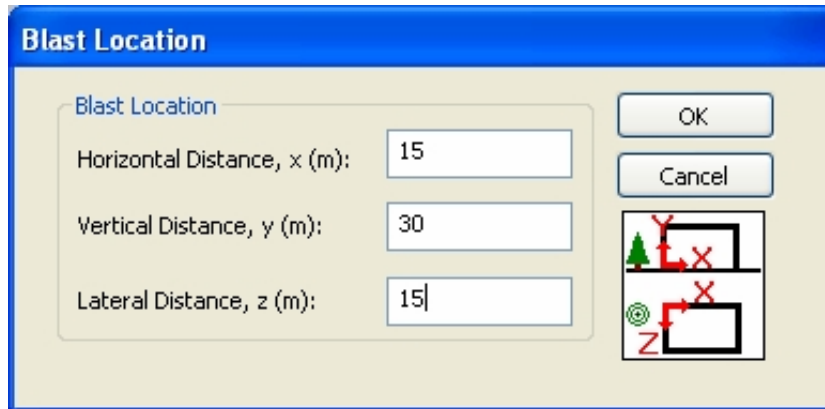 Blast Location
Blast Location
Horizontal Distance, x (m): 15
Vertical Distance, y (m): 30
Lateral Distance, z (m): 15
OK
Cancel
Y
X
X
Z